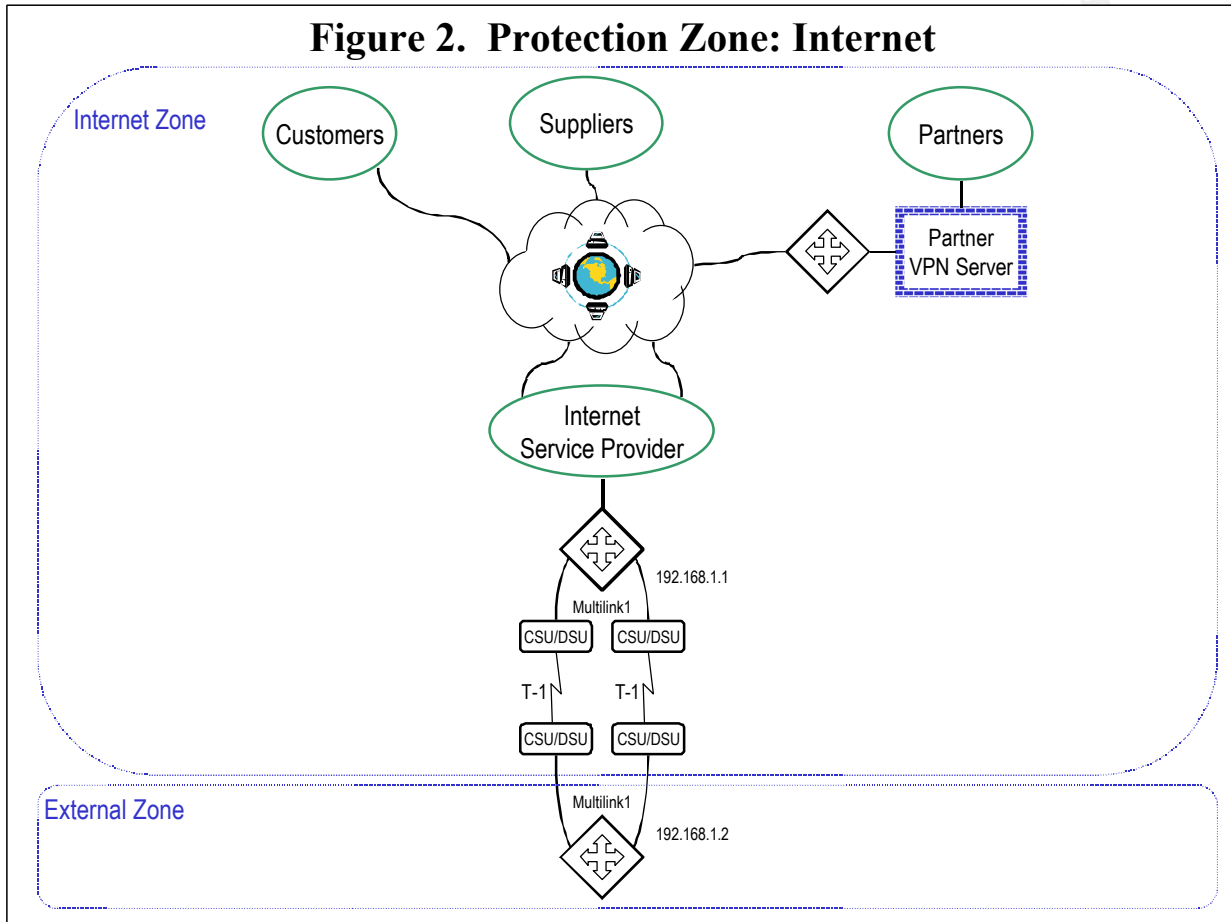 Figure 2. Protection Zone: Internet
Internet Zone
Customers
Suppliers
Partners
Partner
VPN Server
Internet
Service Provider
192.168.1.1
Multilink1
CSU/DSU
CSU/DSU
T-1
T-1
CSU/DSU
CSU/DSU
External Zone
Multilink1
192.168.1.2